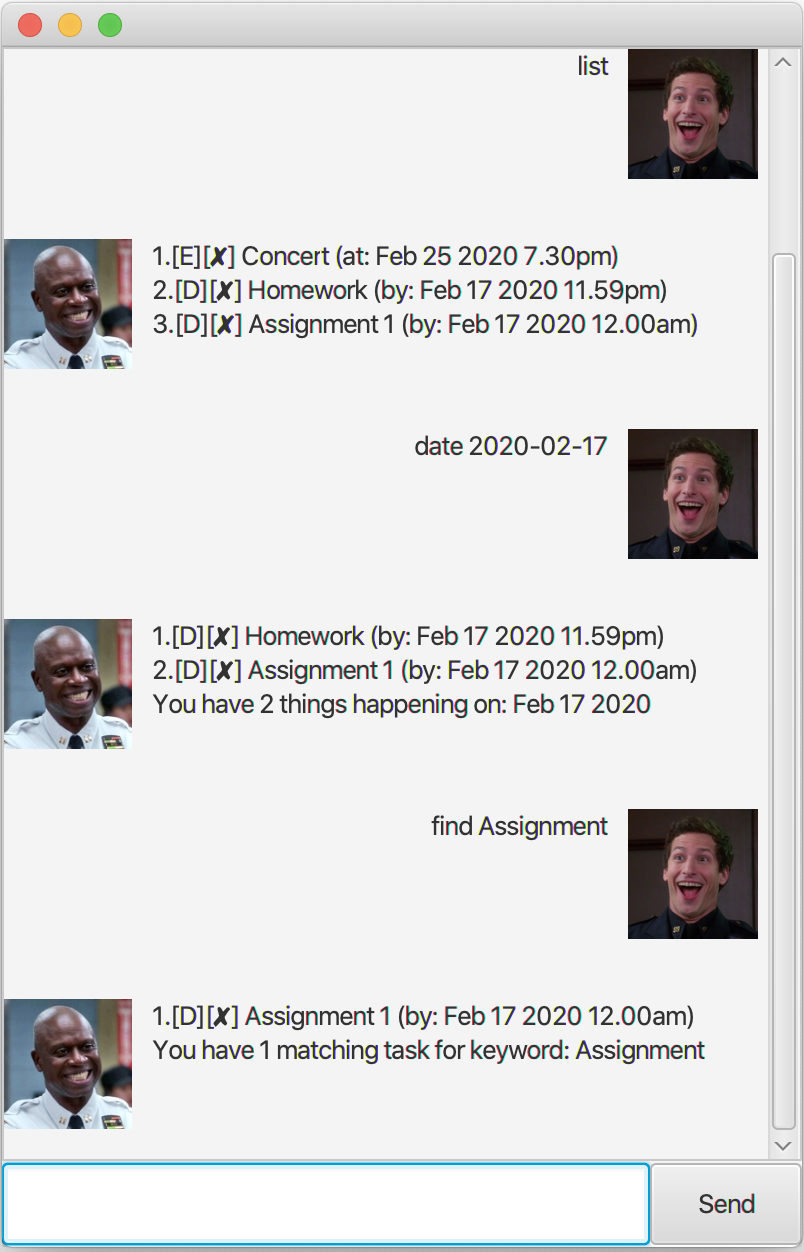 list
1.[E][✘] Concert (at: Feb 25 2020 7.30pm)
2.[D][✘] Homework (by: Feb 17 2020 11.59pm)
3.[D][✘] Assignment 1 (by: Feb 17 2020 12.00am)
date 2020-02-17
1.[D][✘] Homework (by: Feb 17 2020 11.59pm)
2.[D][✘] Assignment 1 (by: Feb 17 2020 12.00am)
You have 2 things happening on: Feb 17 2020
find Assignment
1.[D][✘] Assignment 1 (by: Feb 17 2020 12.00am)
You have 1 matching task for keyword: Assignment
Send